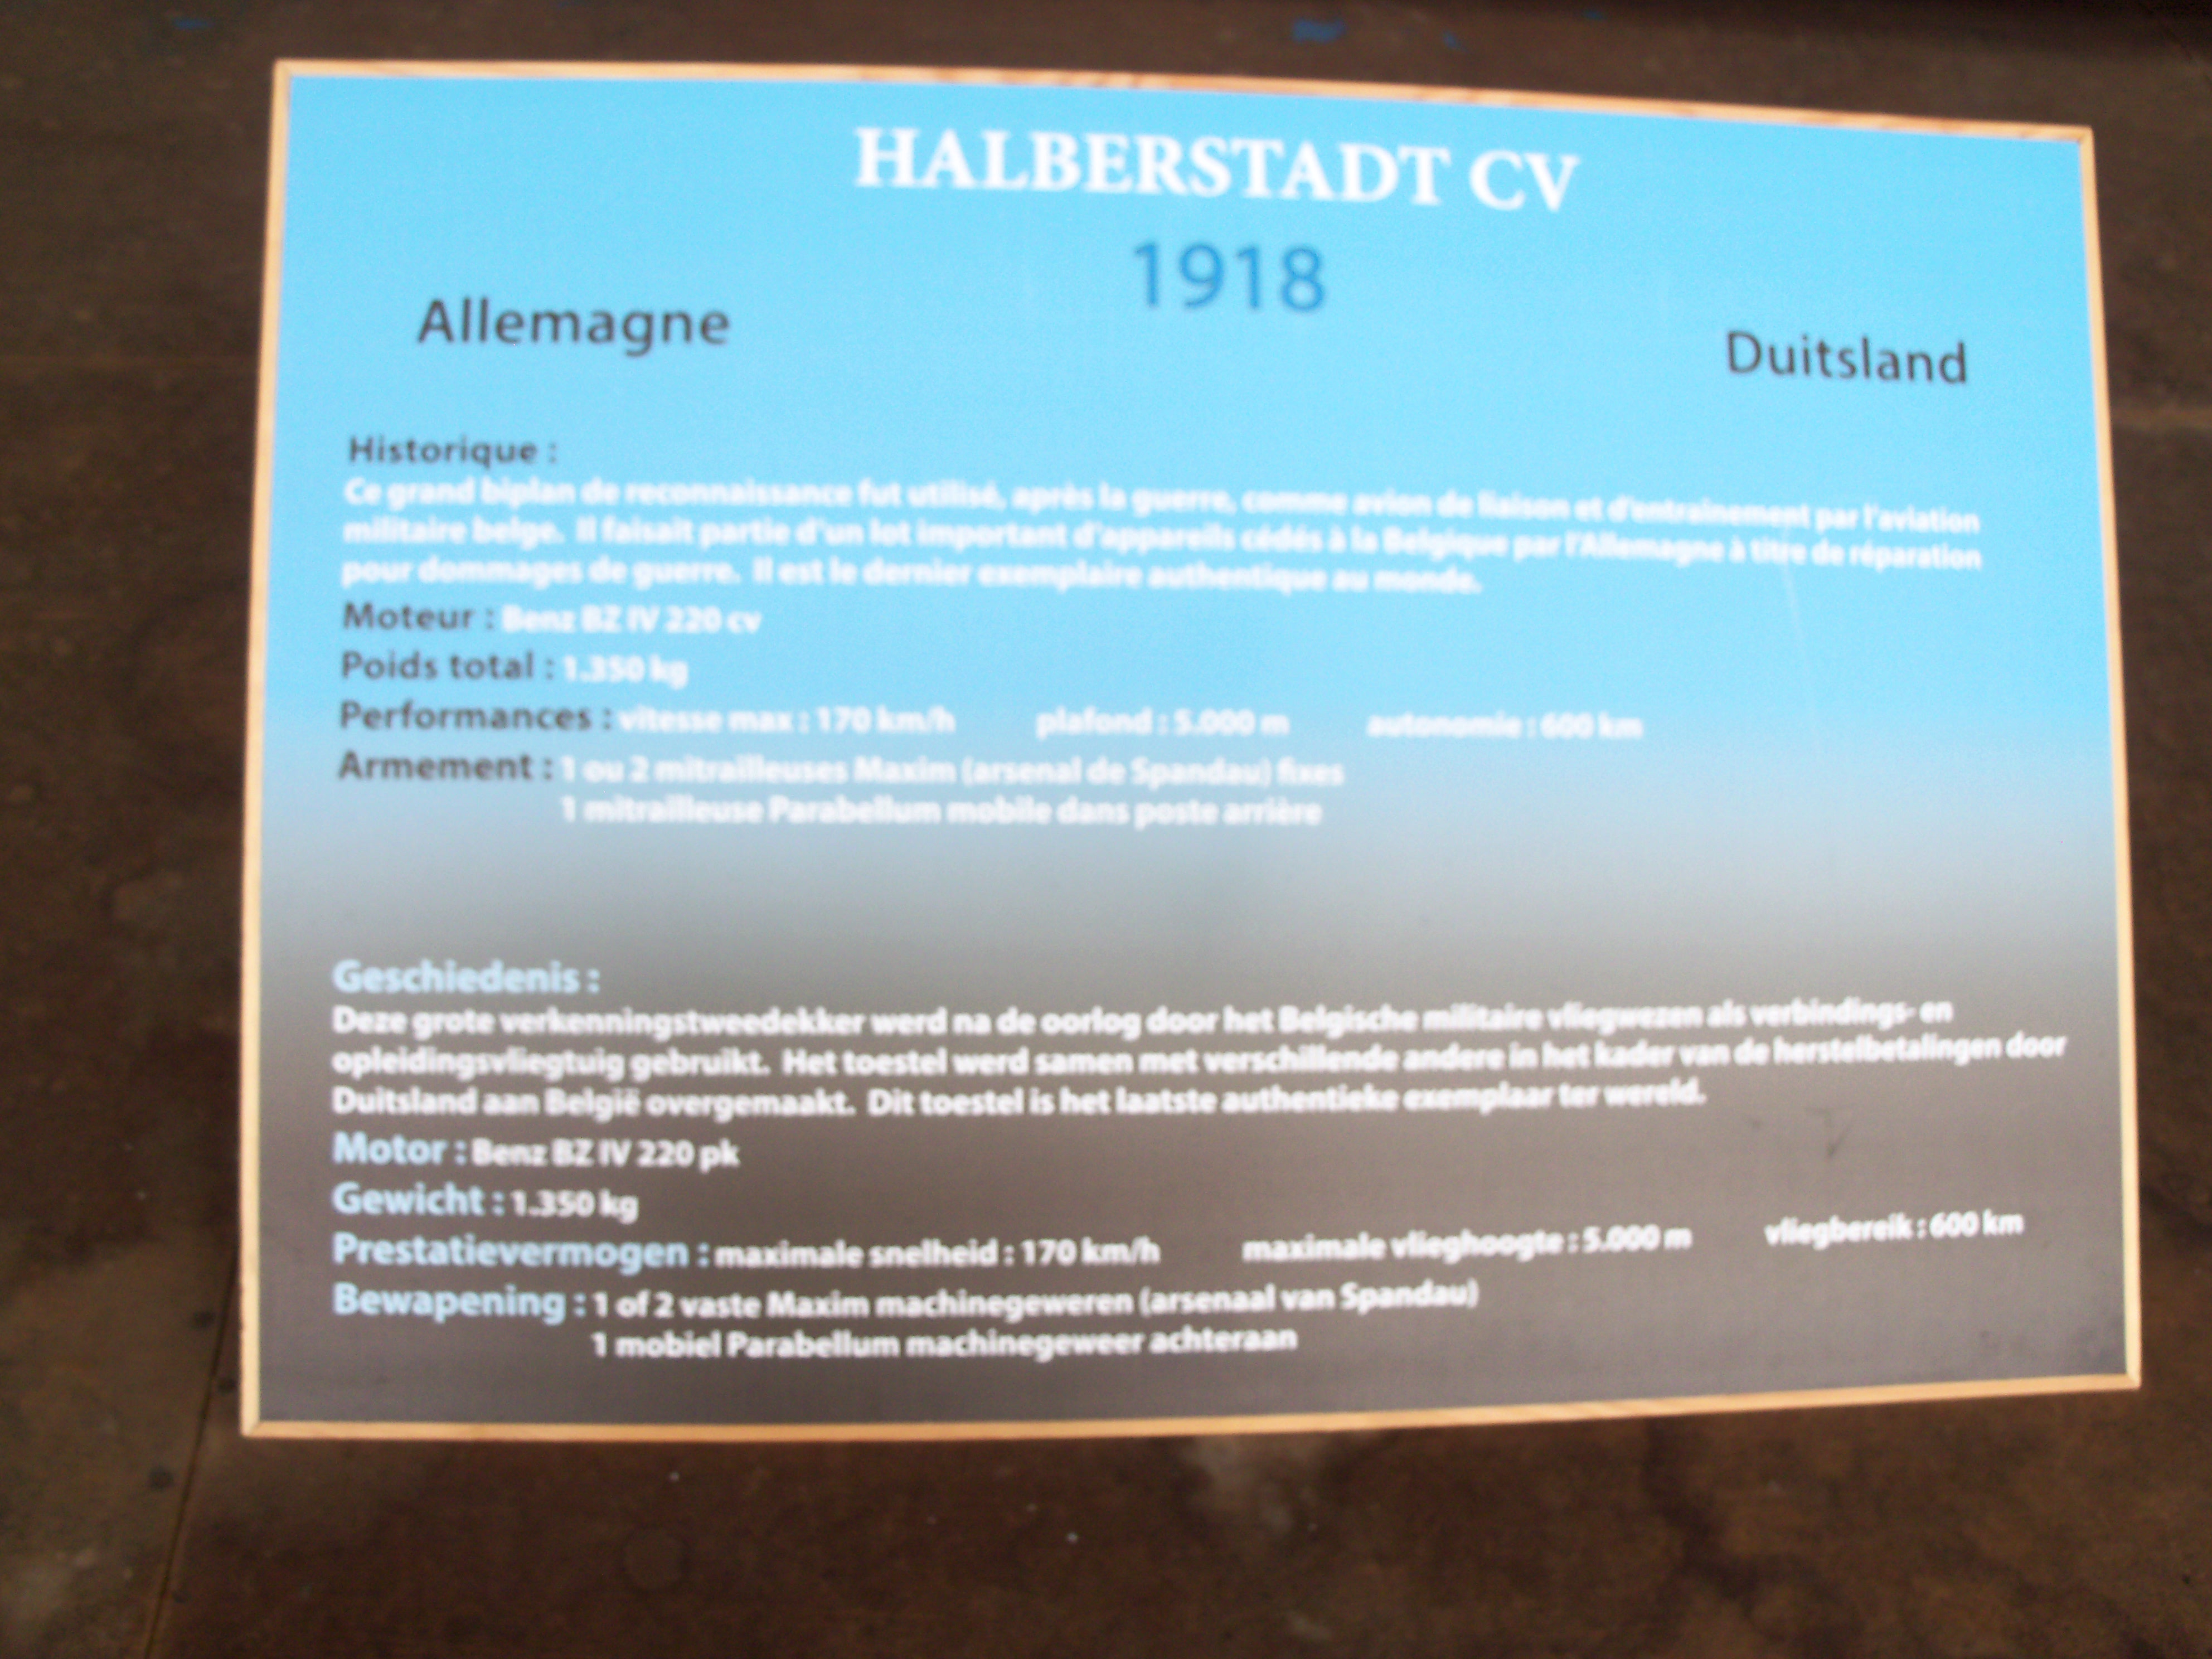 HALBERSTADT CV
1918
Allemagne
Duitsland
Historique :
Ce grand biplan de reconnaissance fut utilisé, après la guerre, comme avion de liaison et d'entrainement par l'aviation
militaire belge. Il faisait partie d'un lot important d'appareils cédés à la Belgique par l'Allemagne à titre de réparation
pour dommages de guerre. Il est le dernier exemplaire authentique au monde.
Moteur : Benz BZ IV 220 cv
Poids total : 1.350 kg
Performances : vitesse max : 170 km/h plafond : 5.000 m autonomie : 600 km
Armement : 1 ou 2 mitrailleuses Maxim (arsenal de Spandau) fixes
1 mitrailleuse Parabellum mobile dans poste arrière
Geschiedenis :
Deze grote verkenningstweedekker werd na de oorlog door het Belgische militaire vliegwezen als verbindings- en
opleidingsvliegtuig gebruikt. Het toestel werd samen met verschillende andere in het kader van de herstelbetalingen door
Duitsland aan België overgemaakt. Dit toestel is het laatste authentieke exemplaar ter wereld.
Motor : Benz BZ IV 220 pk
Gewicht : 1.350 kg
Prestatievermogen : maximale snelheid : 170 km/h maximale vlieghoogte : 5.000 m vliegbereik : 600 km
Bewapening : 1 of 2 vaste Maxim machinegeweren (arsenaal van Spandau)
1 mobiel Parabellum machinegeweer achteraan